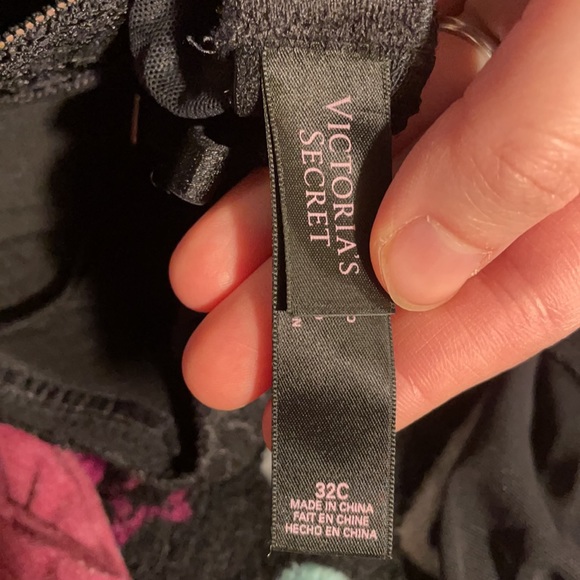 VICTORIA'S
SECRET
32C
MADE IN CHINA
FAIT EN CHINE
HECHO EN CHINA